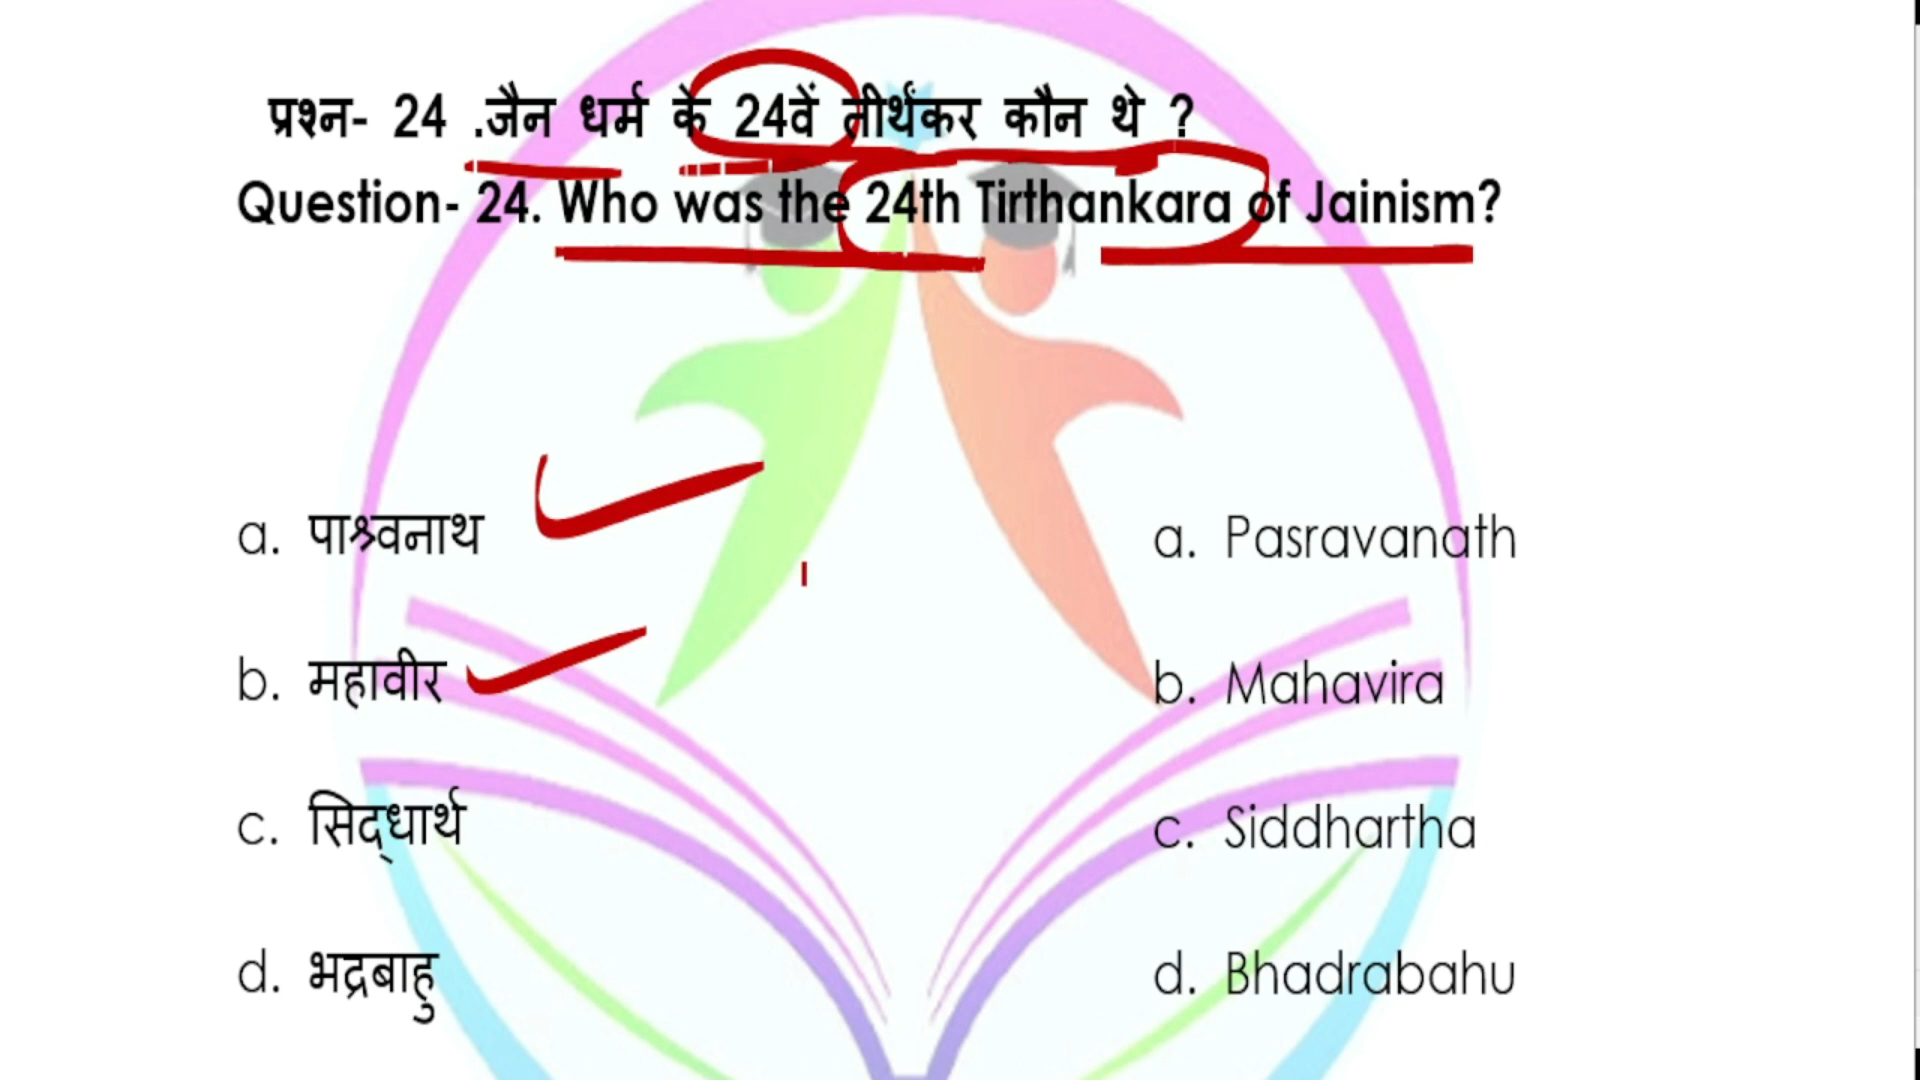 प्रश्न- 24 .जैन धर्म के 24वें तीर्थंकर कौन थे ?
Question- 24. Who was the 24th Tirthankara of Jainism?
a. पाश्र्वनाथ
a. Pasravanath
b. महावीर
b. Mahavira
c. सिद्धार्थ
c. Siddhartha
d. भद्रबाहु
d. Bhadrabahu